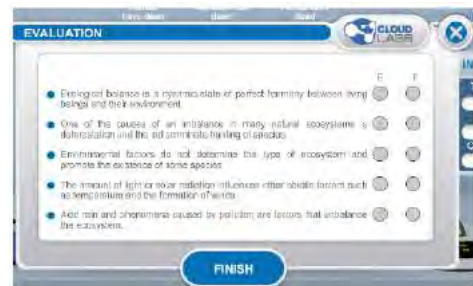 EVALUATION
CLOUD
LABS
Ecological balance is a dynamic state of perfect harmony between living
beings and their environment.
One of the causes of an imbalance in many natural ecosystems is
deforestation and the indiscriminate hunting of species
Environmental factors do not determine the type of ecosystem and
promote the existence of some species
The amount of light or solar radiation influences other abiotic factors such
as temperature and the formation of winds
Acid rain and phenomena caused by pollution are factors that unbalance
the ecosystem.
FINISH